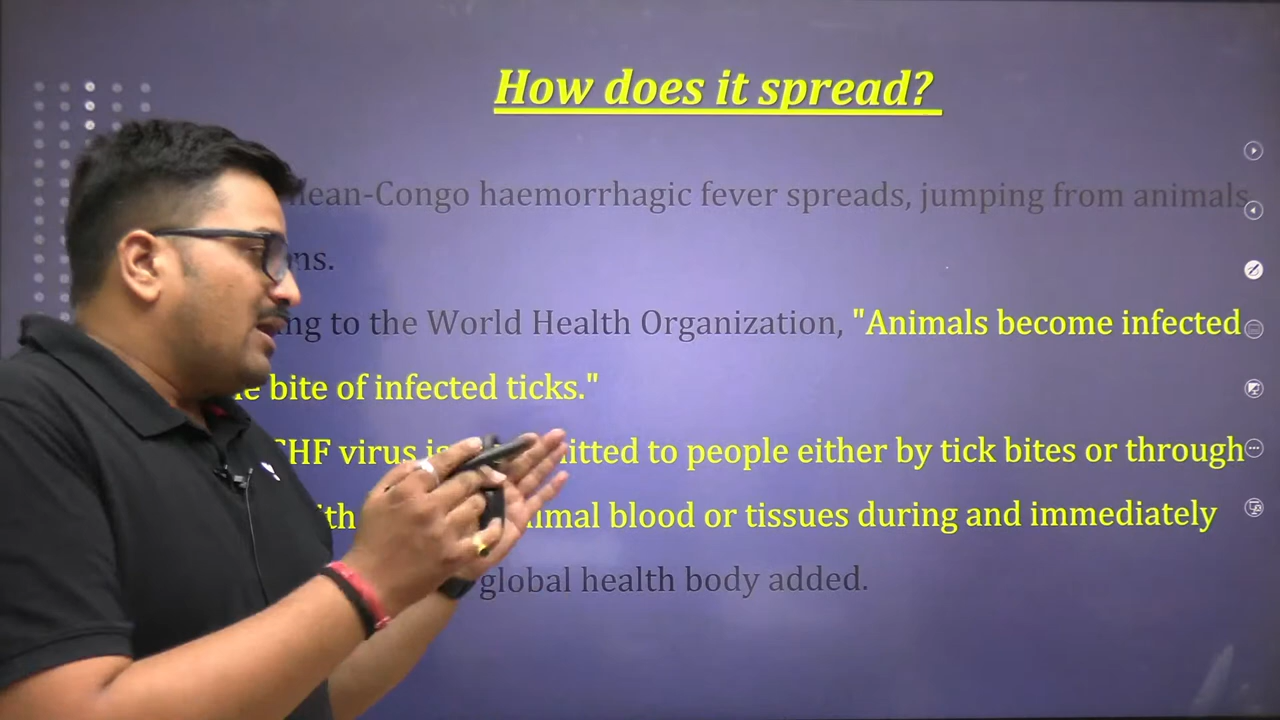 How does it spread?
mean-Congo haemorrhagic fever spreads, jumping from animals
ns.
ng to the World Health Organization, "Animals become infected
bite of infected ticks."
HF virus is itted to people either by tick bites or through
ith imal blood or tissues during and immediately
global health body added.